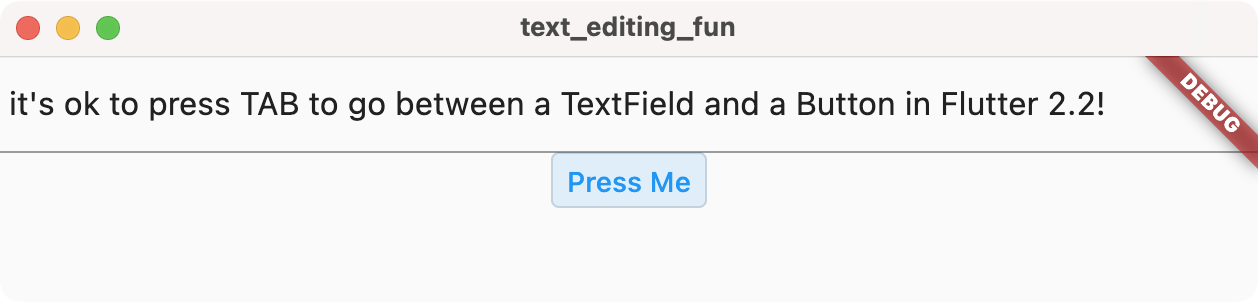 text_editing_fun
it's ok to press TAB to go between a TextField and a Button in Flutter 2.2!
DEBUG
Press Me